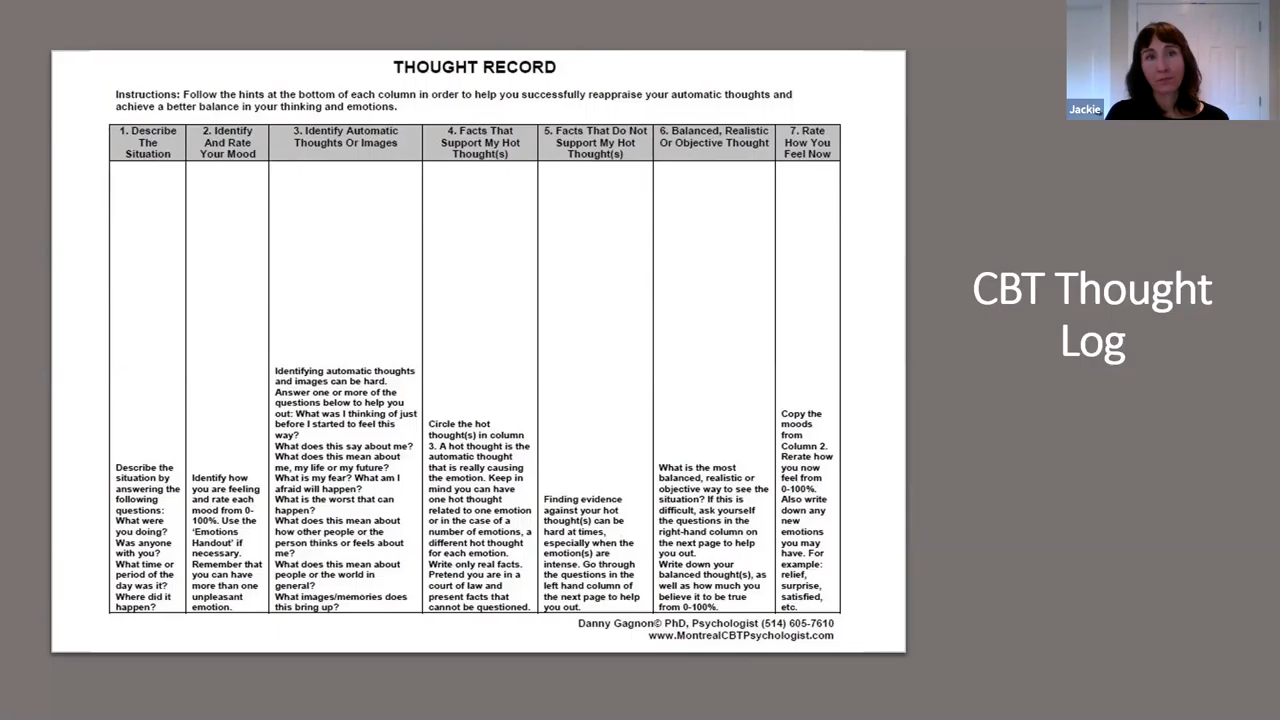 THOUGHT RECORD
Instructions: Follow the hints at the bottom of each column in order to help you successfully reappraise your automatic thoughts and
achieve a better balance in your thinking and emotions.
1. Describe
The
Situation
2. Identify
And Rate
Your Mood
3. Identify Automatic
Thoughts Or Images
4. Facts That
Support My Hot
Thought(s)
5. Facts That Do Not
Support My Hot
Thought(s)
6. Balanced, Realistic
Or Objective Thought
7. Rate
How You
Feel Now
Describe the
situation by
answering the
following
questions:
What were
you doing?
Was anyone
with you?
What time or
period of the
day was it?
Where did it
happen?
Identify how
you are feeling
and rate each
mood from 0-
100%. Use the
'Emotions
Handout' if
necessary.
Remember that
you can have
more than one
unpleasant
emotion.
Identifying automatic thoughts
and images can be hard.
Answer one or more of the
questions below to help you
out: What was I thinking of just
before I started to feel this
way?
What does this say about me?
What does this mean about
me, my life or my future?
What is my fear? What am I
afraid will happen?
What is the worst that can
happen?
What does this mean about
how other people or the
person thinks or feels about
me?
What does this mean about
people or the world in
general?
What images/memories does
this bring up?
Circle the hot
thought(s) in column
3. A hot thought is the
automatic thought
that is really causing
the emotion. Keep in
mind you can have
one hot thought
related to one emotion
or in the case of a
number of emotions, a
different hot thought
for each emotion.
Write only real facts.
Pretend you are in a
court of law and
present facts that
cannot be questioned.
Finding evidence
against your hot
thought(s) can be
hard at times,
especially when the
emotion(s) are
intense. Go through
the questions in the
left hand column of
the next page to help
you out.
What is the most
balanced, realistic or
objective way to see the
situation? If this is
difficult, ask yourself
the questions in the
right-hand column on
the next page to help
you out.
Write down your
balanced thought(s), as
well as how much you
believe it to be true
from 0-100%.
Copy the
moods
from
Column 2.
Rerate how
you now
feel from
0-100%.
Also write
down any
new
emotions
you may
have. For
example:
relief,
surprise,
satisfied,
etc.
Danny Gagnon© PhD, Psychologist (514) 605-7610
www.MontrealCBTPsychologist.com
CBT Thought
Log
Jackie